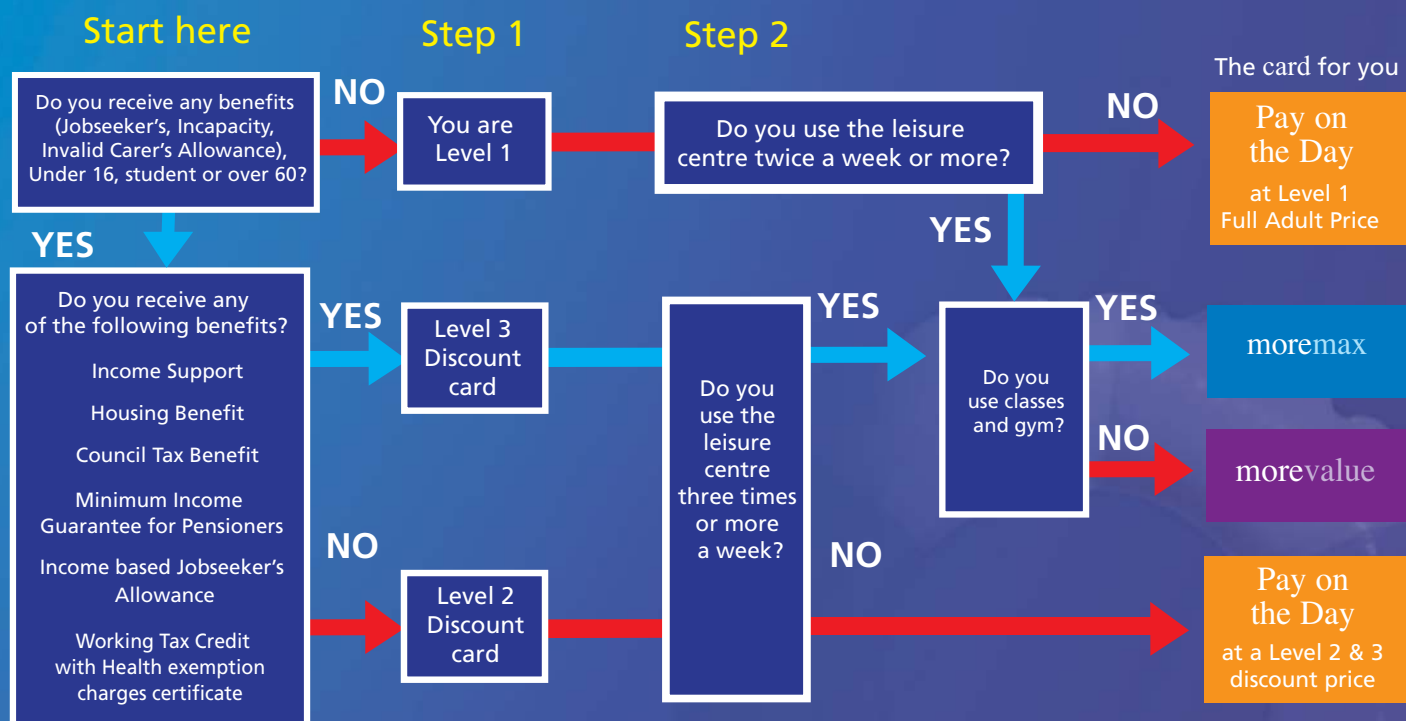 Start here
Step 1
Step 2
The card for you
Do you receive any benefits
(Jobseeker's, Incapacity,
Invalid Carer's Allowance),
Under 16, student or over 60?
NO
You are
Level 1
Do you use the leisure
centre twice a week or more?
NO
Pay on
the Day
at Level 1
Full Adult Price
YES
YES
Do you receive any
of the following benefits?
Income Support
Housing Benefit
Council Tax Benefit
Minimum Income
Guarantee for Pensioners
Income based Jobseeker's
Allowance
Working Tax Credit
with Health exemption
charges certificate
YES
Level 3
Discount
card
NO
Level 2
Discount
card
Do you
use the
leisure
centre
three times
or more
a week?
YES
NO
Do you
use classes
and gym?
YES
moremax
NO
morevalue
Pay on
the Day
at a Level 2 & 3
discount price